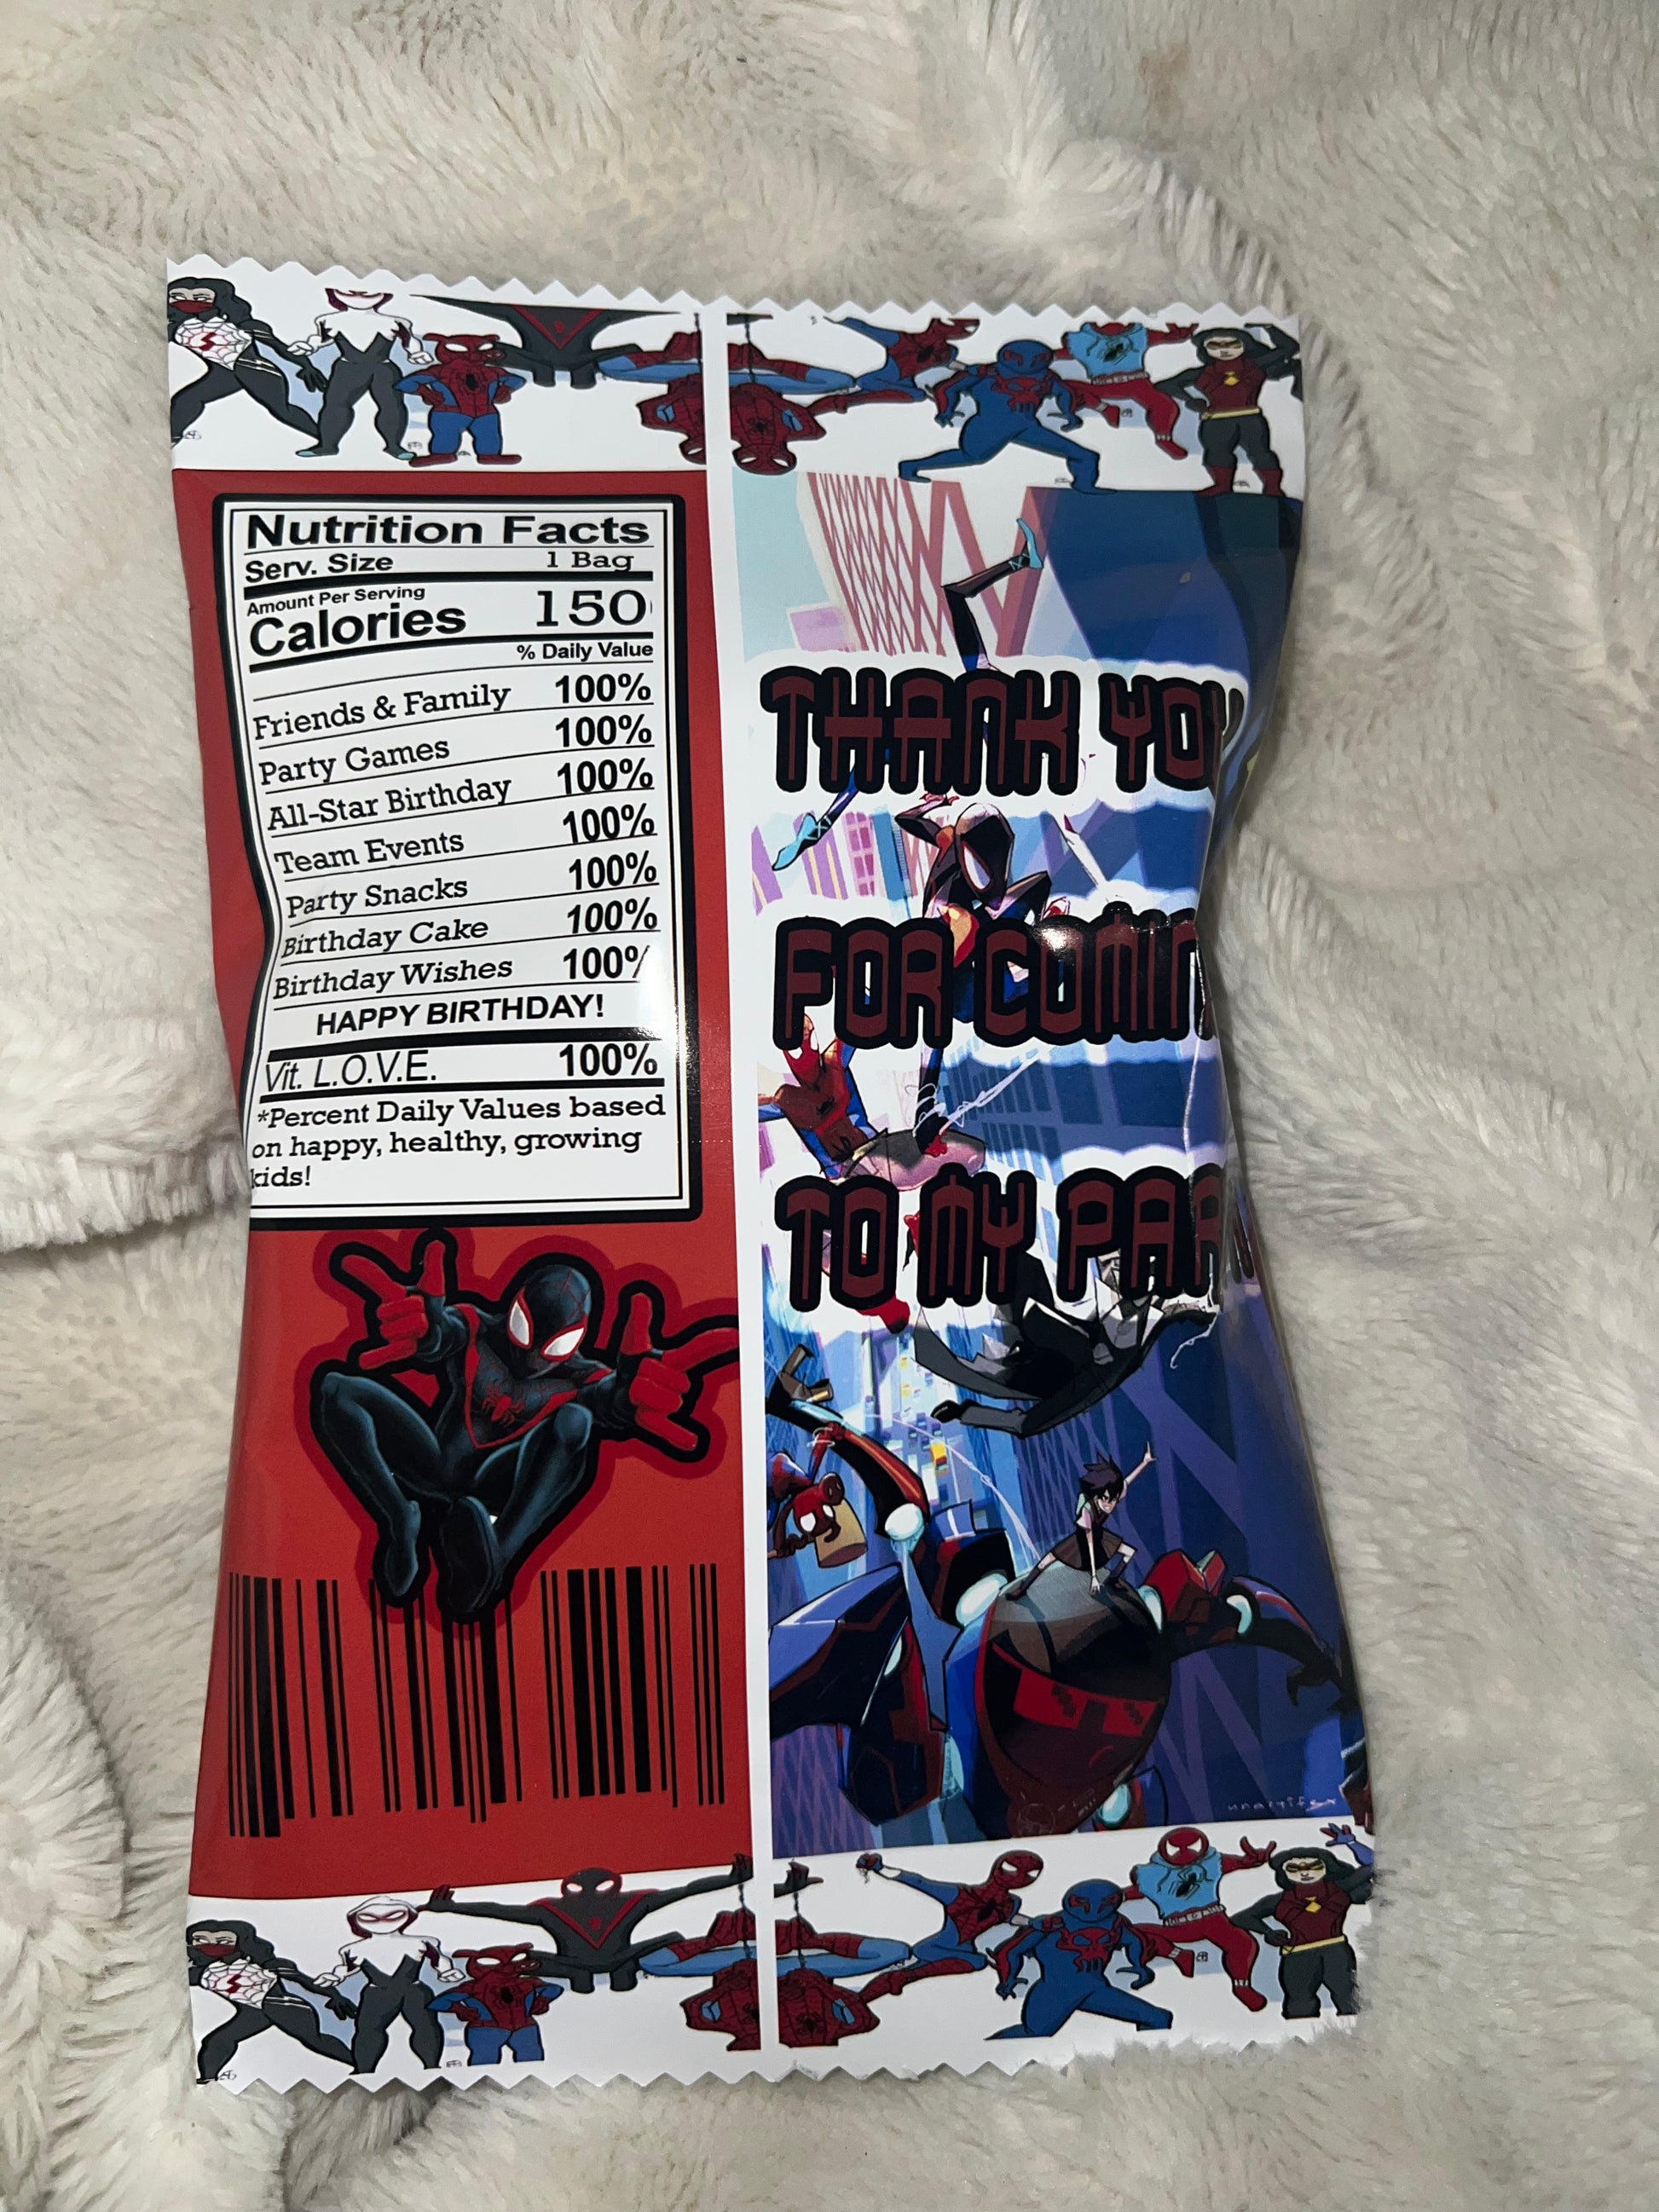 Nutrition Facts
Serv. Size 1 Bag
Amount Per Serving
Calories 150
% Daily Value
Friends & Family 100%
Party Games 100%
All-Star Birthday 100%
Team Events 100%
Party Snacks 100%
Birthday Cake 100%
Birthday Wishes 100%
HAPPY BIRTHDAY!
Vit. L.O.V.E. 100%
*Percent Daily Values based
on happy, healthy, growing
kids!
THANK YOU
FOR COMIN
TO MY PAR